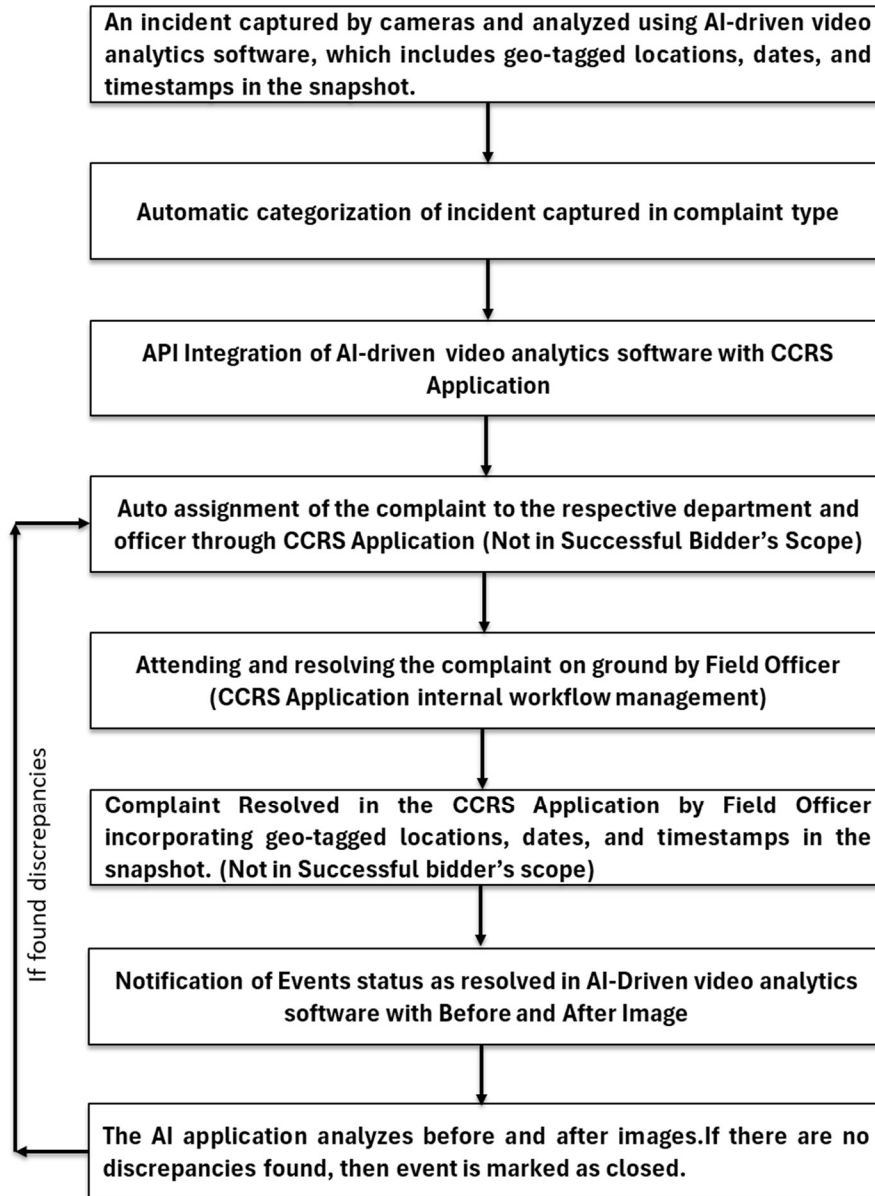 An incident captured by cameras and analyzed using AI-driven video
analytics software, which includes geo-tagged locations, dates, and
timestamps in the snapshot.
Automatic categorization of incident captured in complaint type
API Integration of AI-driven video analytics software with CCRS
Application
Auto assignment of the complaint to the respective department and
officer through CCRS Application (Not in Successful Bidder’s Scope)
Attending and resolving the complaint on ground by Field Officer
(CCRS Application internal workflow management)
Complaint Resolved in the CCRS Application by Field Officer
incorporating geo-tagged locations, dates, and timestamps in the
snapshot. (Not in Successful bidder’s scope)
Notification of Events status as resolved in AI-Driven video analytics
software with Before and After Image
The AI application analyzes before and after images.If there are no
discrepancies found, then event is marked as closed.
If found discrepancies